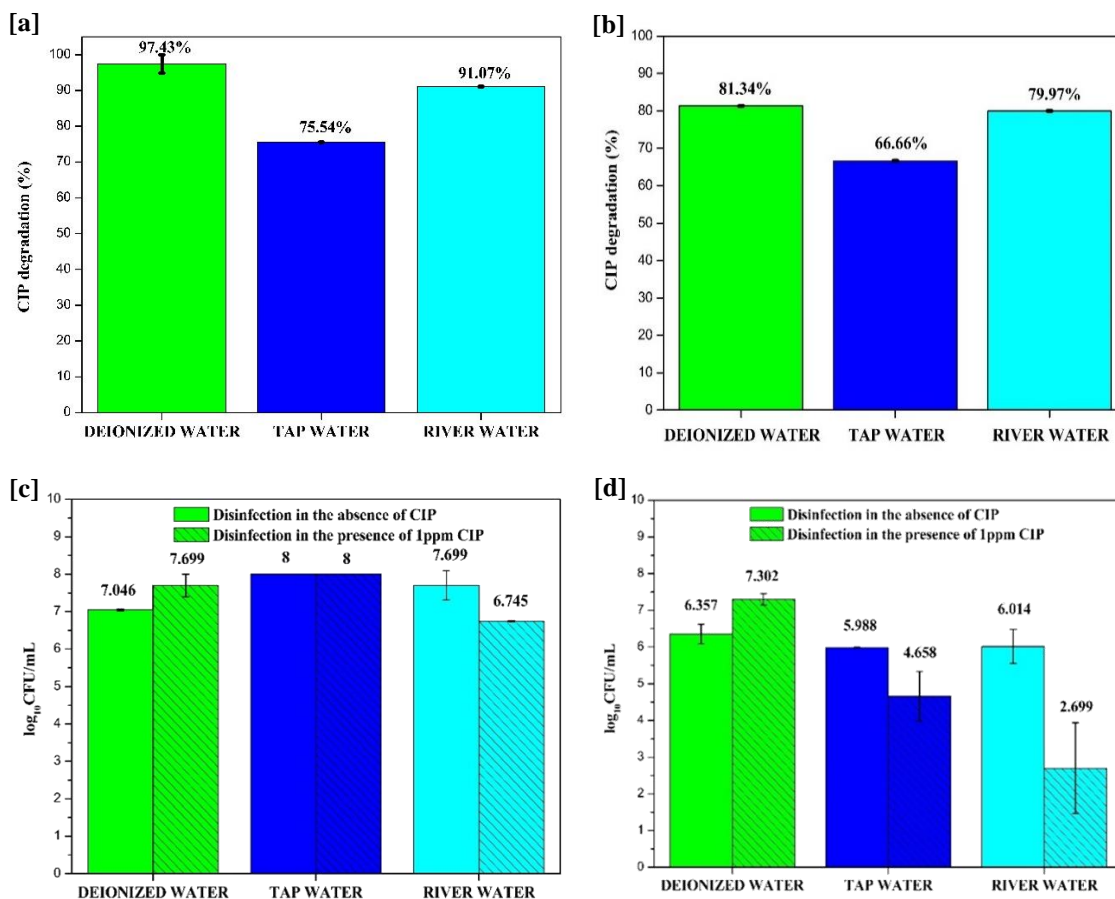 [a]
CIP degradation (%)
100
90
80
70
60
50
40
30
20
10
0
97.43%
75.54%
91.07%
DEIONIZED WATER
TAP WATER
RIVER WATER
[b]
CIP degradation (%)
100
90
80
70
60
50
40
30
20
10
0
81.34%
66.66%
79.97%
DEIONIZED WATER
TAP WATER
RIVER WATER
[c]
log₁₀CFU/mL
10
9
8
7
6
5
4
3
2
1
0
Disinfection in the absence of CIP
Disinfection in the presence of 1ppm CIP
7.046
7.699
8
8
7.699
6.745
DEIONIZED WATER
TAP WATER
RIVER WATER
[d]
log₁₀CFU/mL
10
9
8
7
6
5
4
3
2
1
0
Disinfection in the absence of CIP
Disinfection in the presence of 1ppm CIP
6.357
7.302
5.988
4.658
6.014
2.699
DEIONIZED WATER
TAP WATER
RIVER WATER